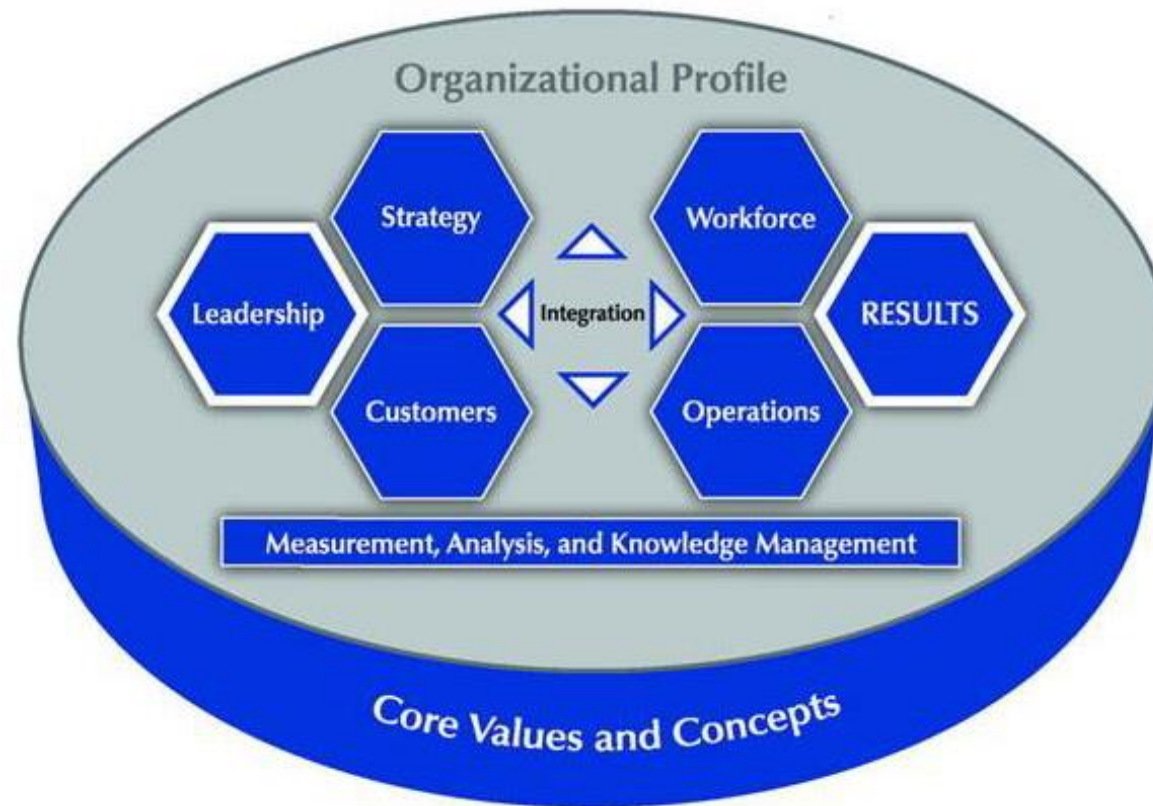 Organizational Profile
Strategy
Workforce
Leadership
Integration
RESULTS
Customers
Operations
Measurement, Analysis, and Knowledge Management
Core Values and Concepts